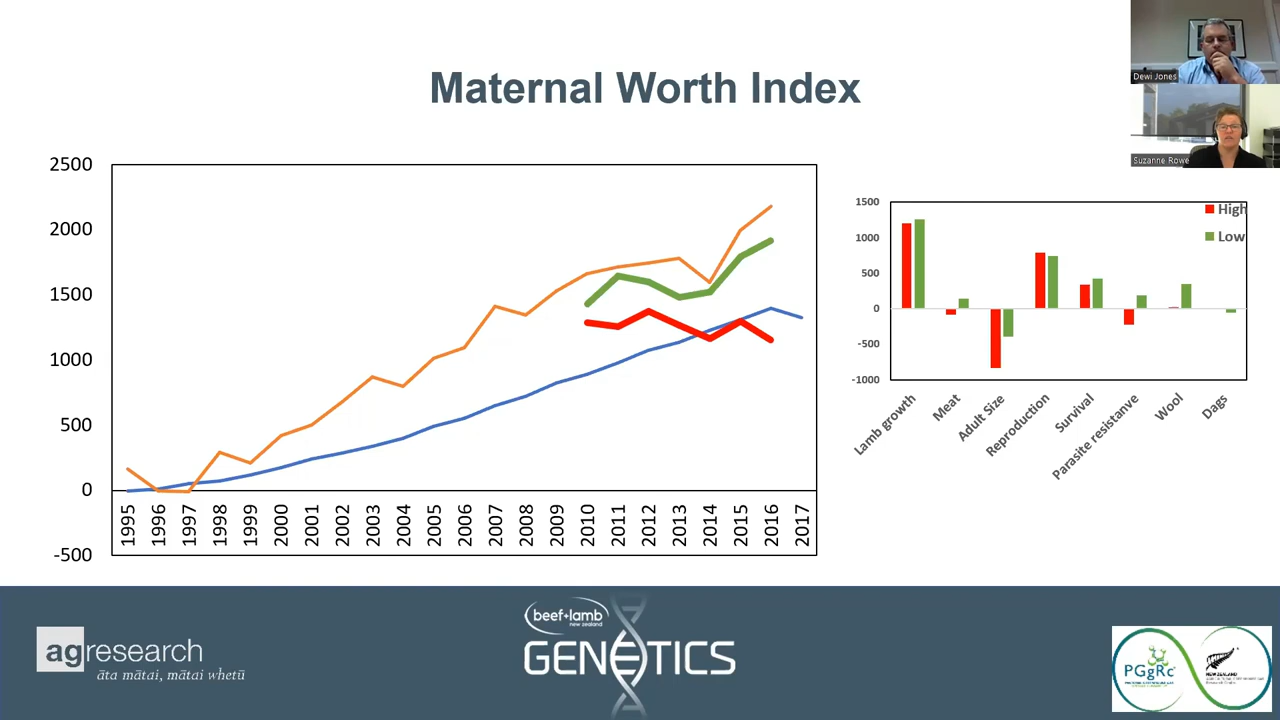 Maternal Worth Index
Dewi Jones
Suzanne Rowe
2500
2000
1500
1000
500
0
-500
1995
1996
1997
1998
1999
2000
2001
2002
2003
2004
2005
2006
2007
2008
2009
2010
2011
2012
2013
2014
2015
2016
2017
1500
1000
500
0
-500
-1000
High
Low
Lamb growth
Meat
Adult Size
Reproduction
Survival
Parasite resistanve
Wool
Dags
agresearch
āta mātai, mātai whetū
beef+lamb
new zealand
GENETICS
PGgRc
NEW ZEALAND